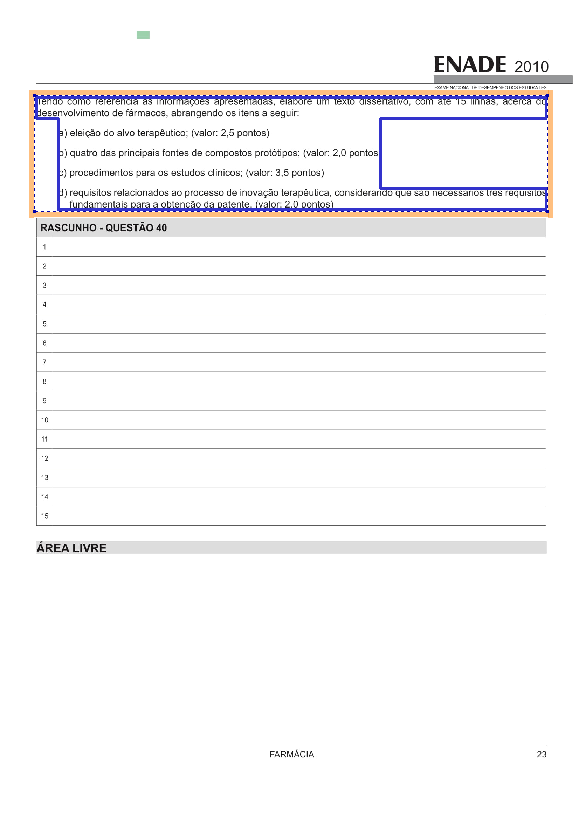 ENADE 2010
EXAME NACIONAL DE DESEMPENHO DOS ESTUDANTES
Tendo como referência as informações apresentadas, elabore um texto dissertativo, com até 15 linhas, acerca do
desenvolvimento de fármacos, abrangendo os itens a seguir:
a) eleição do alvo terapêutico; (valor: 2,5 pontos)
b) quatro das principais fontes de compostos protótipos; (valor: 2,0 pontos)
c) procedimentos para os estudos clínicos; (valor: 3,5 pontos)
d) requisitos relacionados ao processo de inovação terapêutica, considerando que são necessários três requisitos
fundamentais para a obtenção da patente. (valor: 2,0 pontos)
RASCUNHO - QUESTÃO 40
1
2
3
4
5
6
7
8
9
10
11
12
13
14
15
ÁREA LIVRE
FARMÁCIA
23